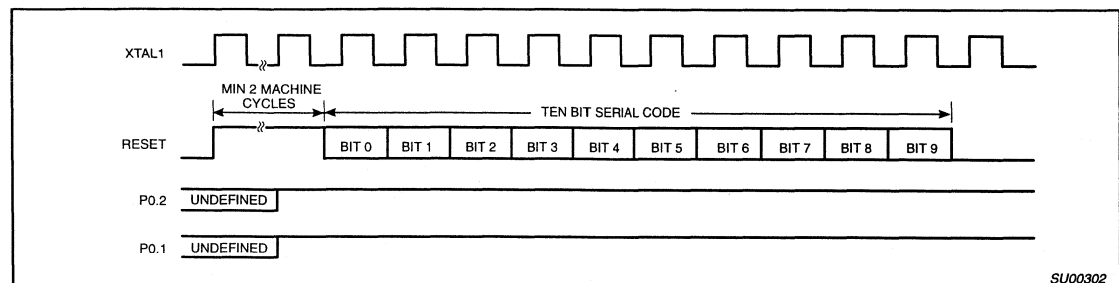 XTAL1
MIN 2 MACHINE
CYCLES
TEN BIT SERIAL CODE
RESET
BIT 0 BIT 1 BIT 2 BIT 3 BIT 4 BIT 5 BIT 6 BIT 7 BIT 8 BIT 9
P0.2
UNDEFINED
P0.1
UNDEFINED
SU00302